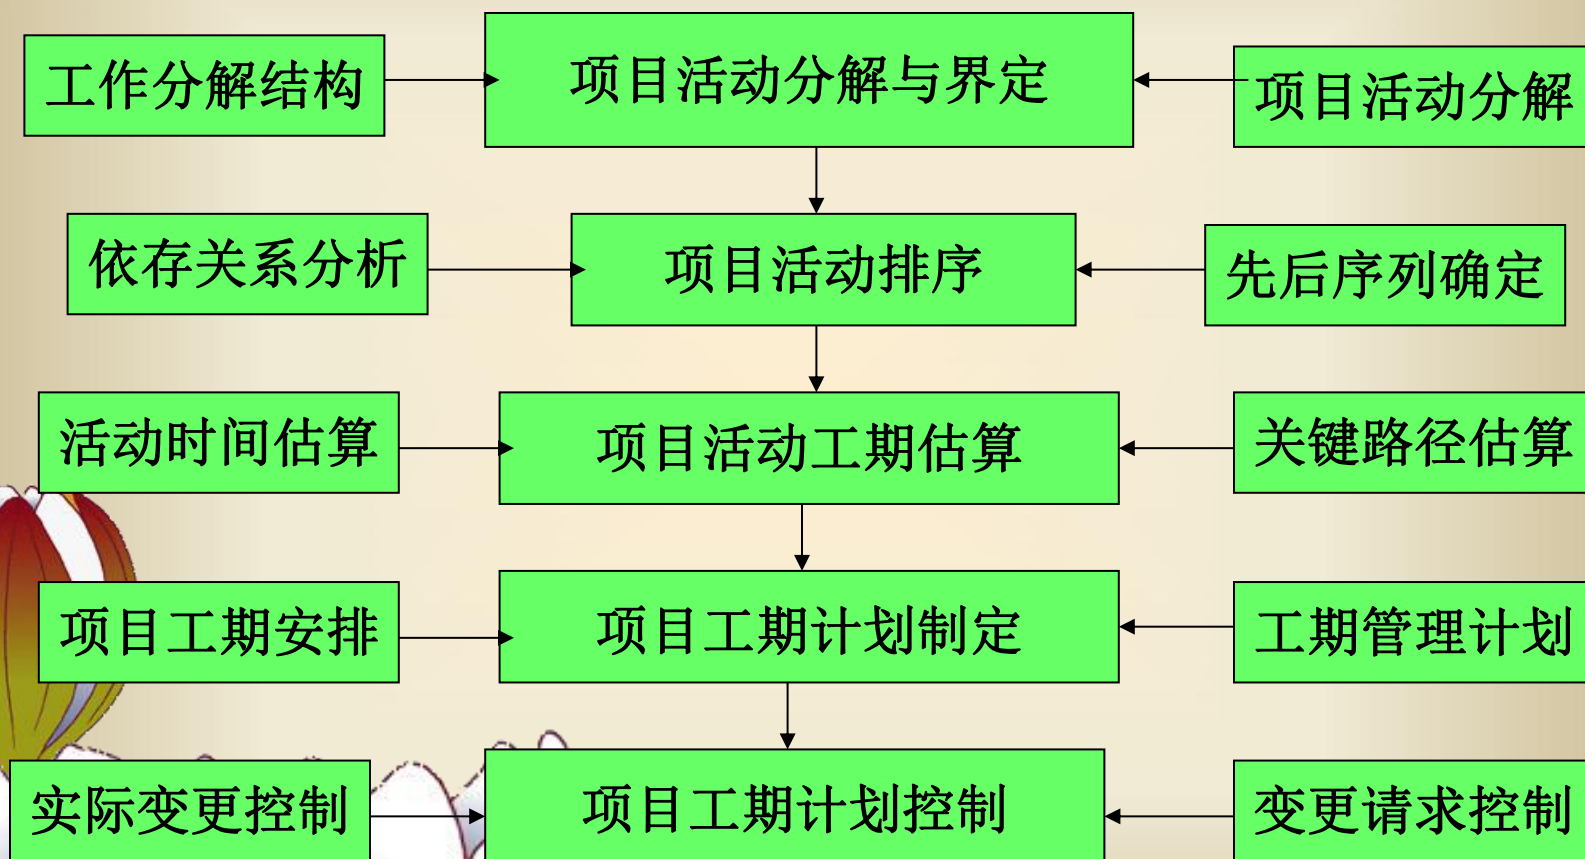 工作分解结构
项目活动分解与界定
项目活动分解
依存关系分析
项目活动排序
先后序列确定
活动时间估算
项目活动工期估算
关键路径估算
项目工期安排
项目工期计划制定
工期管理计划
实际变更控制
项目工期计划控制
变更请求控制